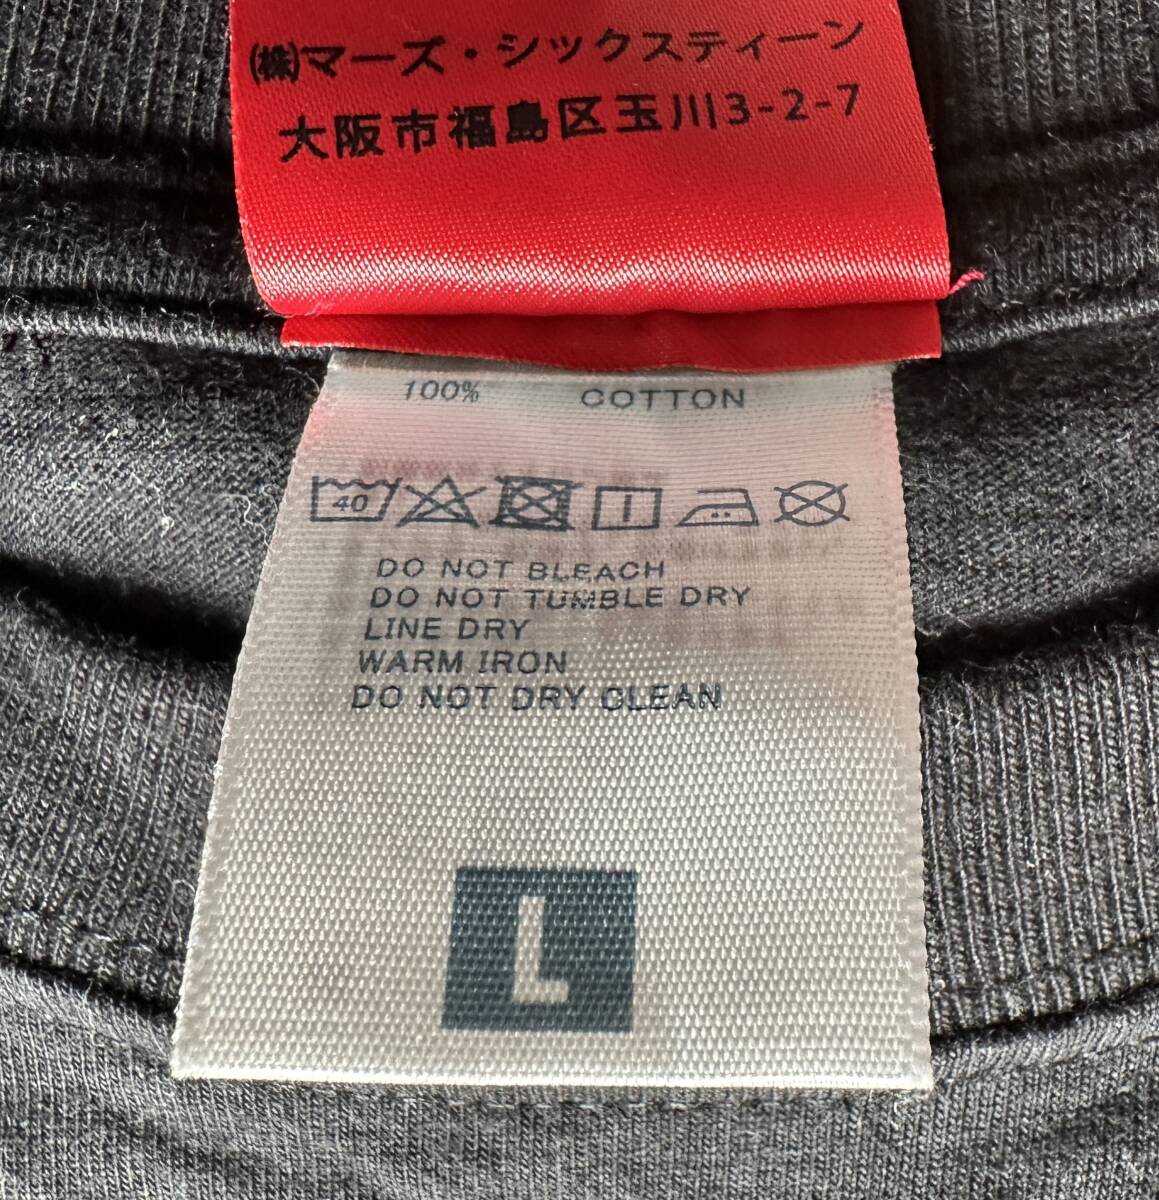 (株)マーズ・シックスティーン
大阪市福島区玉川3-2-7
100% COTTON
40
DO NOT BLEACH
DO NOT TUMBLE DRY
LINE DRY
WARM IRON
DO NOT DRY CLEAN
L